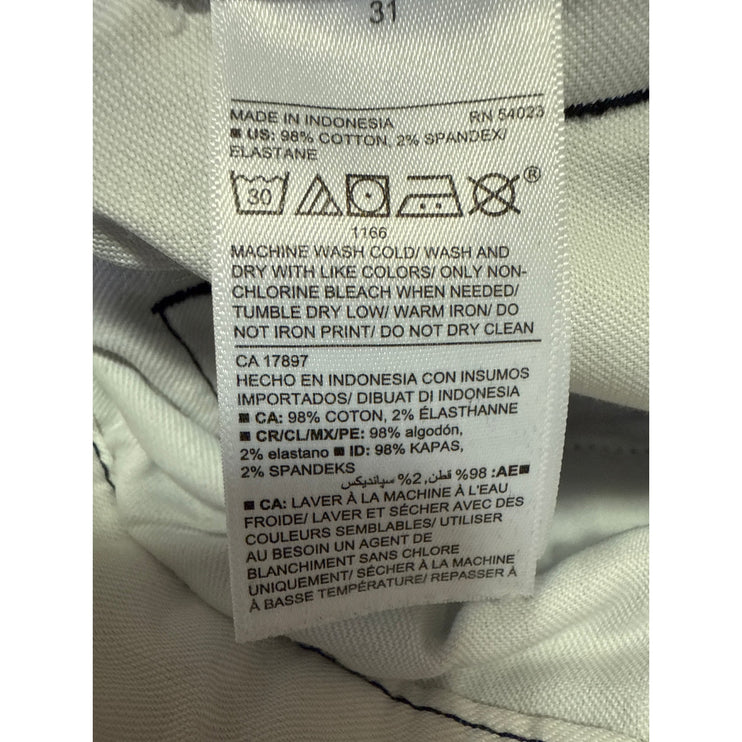 31
MADE IN INDONESIA RN 54023
■ US: 98% COTTON, 2% SPANDEX/
ELASTANE
30 ®
1166
MACHINE WASH COLD/ WASH AND
DRY WITH LIKE COLORS/ ONLY NON-
CHLORINE BLEACH WHEN NEEDED/
TUMBLE DRY LOW/ WARM IRON/ DO
NOT IRON PRINT/ DO NOT DRY CLEAN
CA 17897
HECHO EN INDONESIA CON INSUMOS
IMPORTADOS/ DIBUAT DI INDONESIA
■ CA: 98% COTON, 2% ÉLASTHANNE
■ CR/CL/MX/PE: 98% algodón,
2% elastano ■ ID: 98% KAPAS,
2% SPANDEKS
■AE: 98% قطن, 2% سپانديكس
■ CA: LAVER À LA MACHINE À L'EAU
FROIDE/ LAVER ET SÉCHER AVEC DES
COULEURS SEMBLABLES/ UTILISER
AU BESOIN UN AGENT DE
BLANCHIMENT SANS CHLORE
UNIQUEMENT/ SÉCHER À LA MACHINE
À BASSE TEMPÉRATURE/ REPASSER À